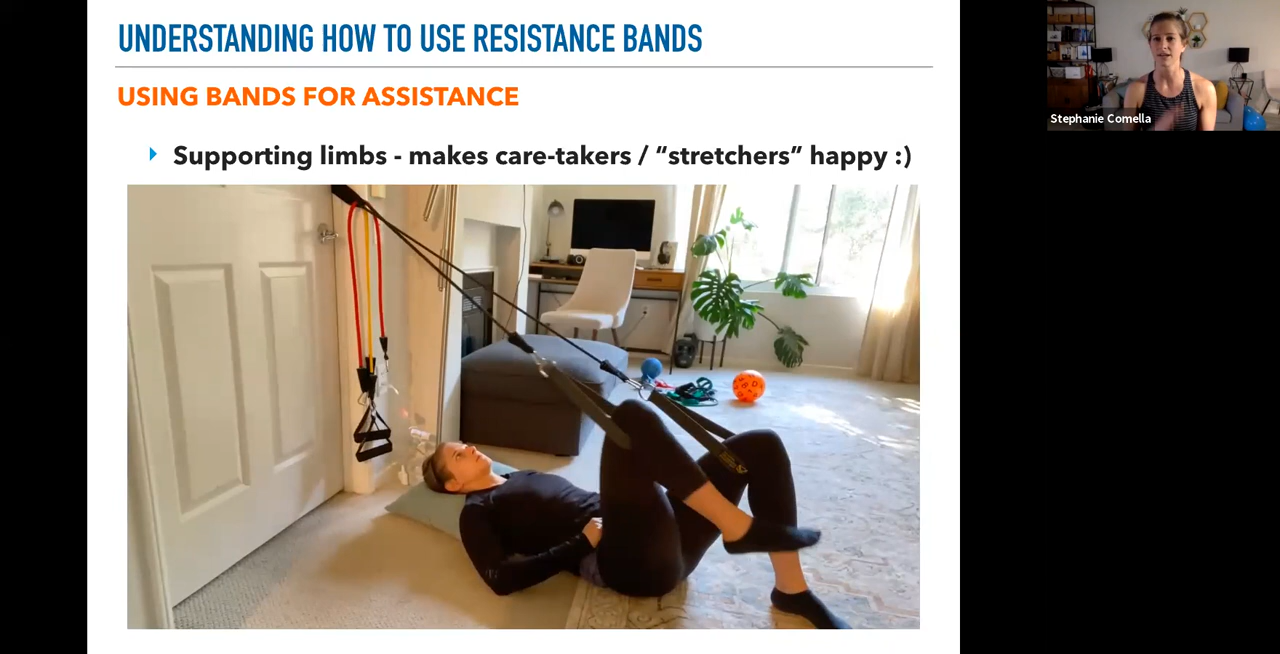 UNDERSTANDING HOW TO USE RESISTANCE BANDS
USING BANDS FOR ASSISTANCE
Supporting limbs - makes care-takers / “stretchers” happy :)
Stephanie Comella